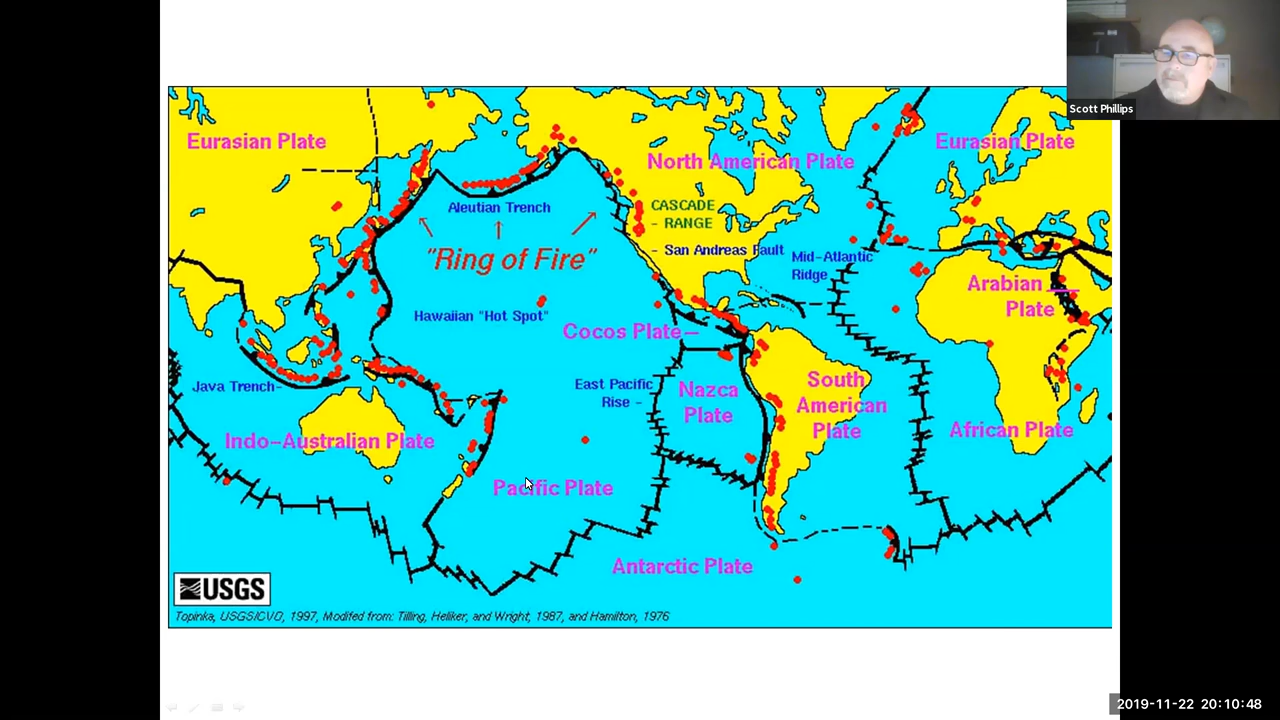 Scott Phillips
Eurasian Plate
North American Plate
Eurasian Plate
CASCADE
- RANGE
Aleutian Trench
- San Andreas Fault
"Ring of Fire"
Mid-Atlantic
Ridge
Arabian
Plate
Hawaiian "Hot Spot"
Cocos Plate
Java Trench
East Pacific
Rise -
Nazca
Plate
South
American
Plate
Indo-Australian Plate
African Plate
Pacific Plate
Antarctic Plate
USGS
Topinka, USGS/CVO, 1997, Modifed from: Tilling, Heliker, and Wright, 1987, and Hamilton, 1976
2019-11-22 20:10:48